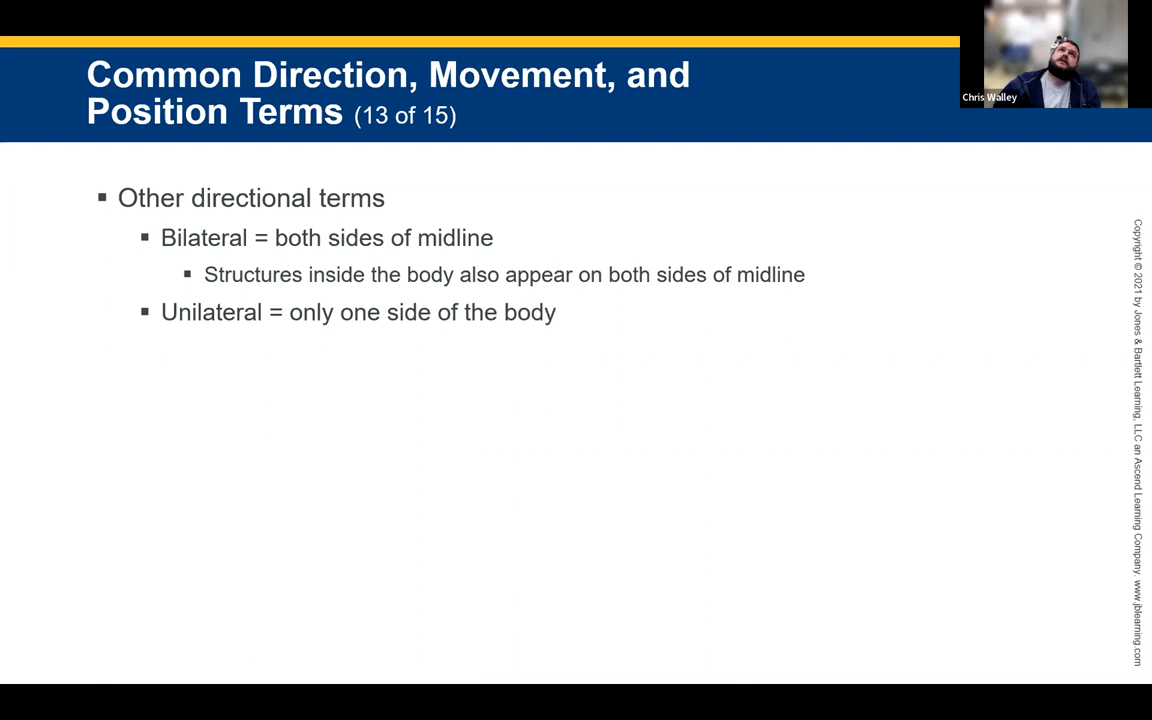 Common Direction, Movement, and
Position Terms (13 of 15)
Chris Walley
▪ Other directional terms
▪ Bilateral = both sides of midline
▪ Structures inside the body also appear on both sides of midline
▪ Unilateral = only one side of the body
Copyright © 2021 by Jones & Bartlett Learning, LLC an Ascend Learning Company. www.jblearning.com